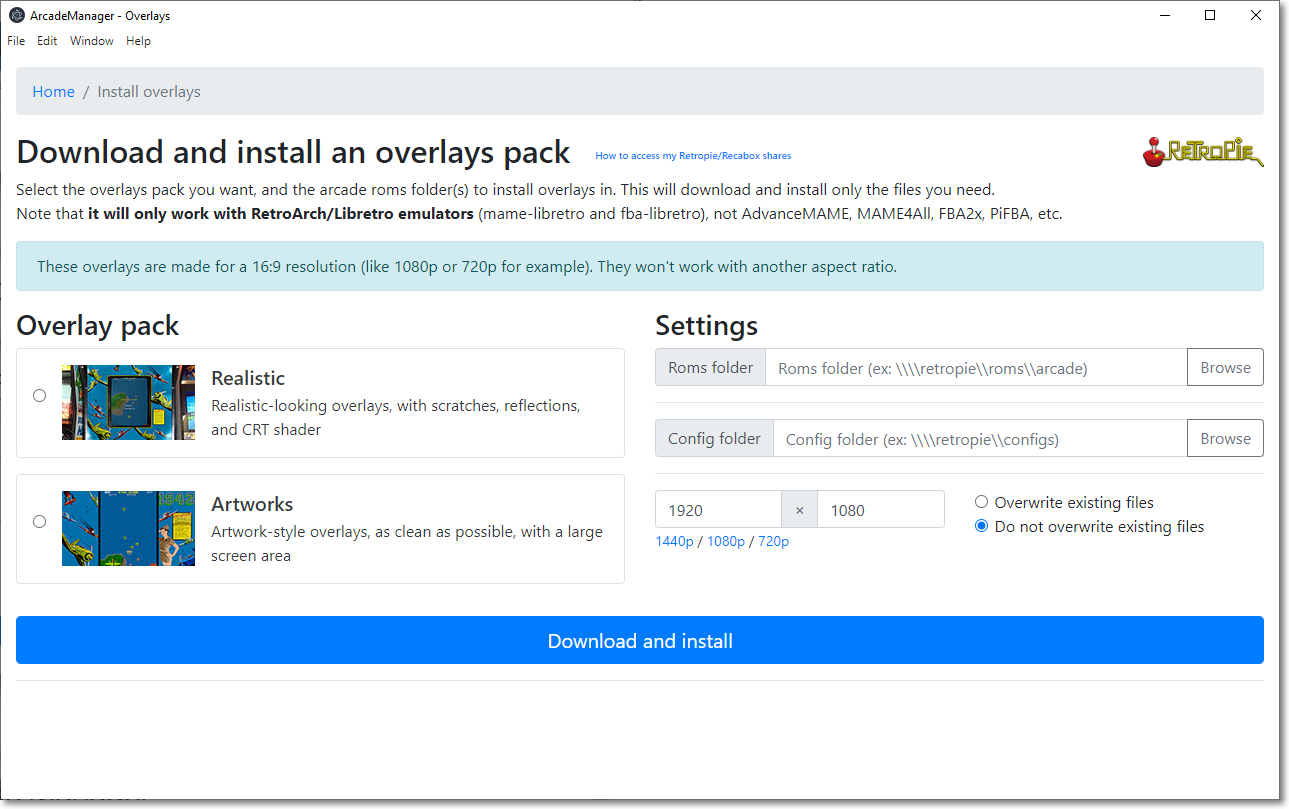 ArcadeManager - Overlays
File Edit Window Help
Home / Install overlays
Download and install an overlays pack How to access my Retropie/Recabox shares
RETROPIE
Select the overlays pack you want, and the arcade roms folder(s) to install overlays in. This will download and install only the files you need.
Note that it will only work with RetroArch/Libretro emulators (mame-libretro and fba-libretro), not AdvanceMAME, MAME4All, FBA2x, PiFBA, etc.
These overlays are made for a 16:9 resolution (like 1080p or 720p for example). They won't work with another aspect ratio.
Overlay pack
Realistic
Realistic-looking overlays, with scratches, reflections,
and CRT shader
1943
Artworks
Artwork-style overlays, as clean as possible, with a large
screen area
Settings
Roms folder Roms folder (ex: \\\\retropie\\roms\\arcade) Browse
Config folder Config folder (ex: \\\\retropie\\configs) Browse
1920 × 1080
1440p / 1080p / 720p
Overwrite existing files
Do not overwrite existing files
Download and install